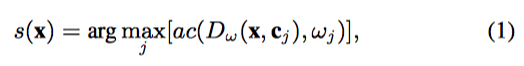 s(x) = arg max_j [ac(D_ω(x, c_j), ω_j)], (1)